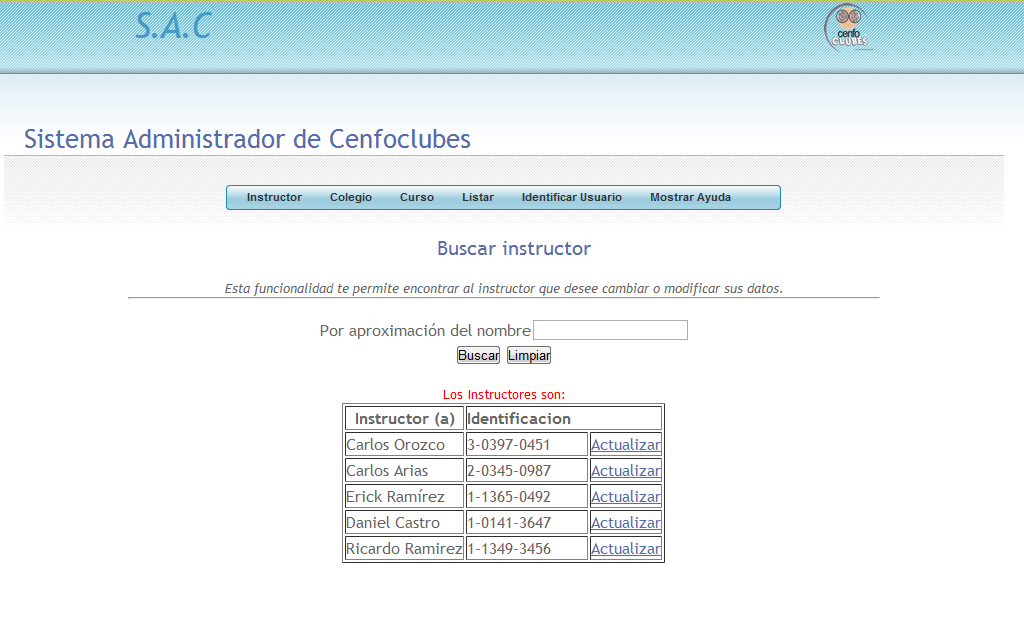 S.A.C
cenfo
CLUBES
Sistema Administrador de Cenfoclubes
Instructor Colegio Curso Listar Identificar Usuario Mostrar Ayuda
Buscar instructor
Esta funcionalidad te permite encontrar al instructor que desee cambiar o modificar sus datos.
Por aproximación del nombre
Buscar Limpiar
Los Instructores son:
Instructor (a) Identificacion
Carlos Orozco 3-0397-0451 Actualizar
Carlos Arias 2-0345-0987 Actualizar
Erick Ramírez 1-1365-0492 Actualizar
Daniel Castro 1-0141-3647 Actualizar
Ricardo Ramirez 1-1349-3456 Actualizar